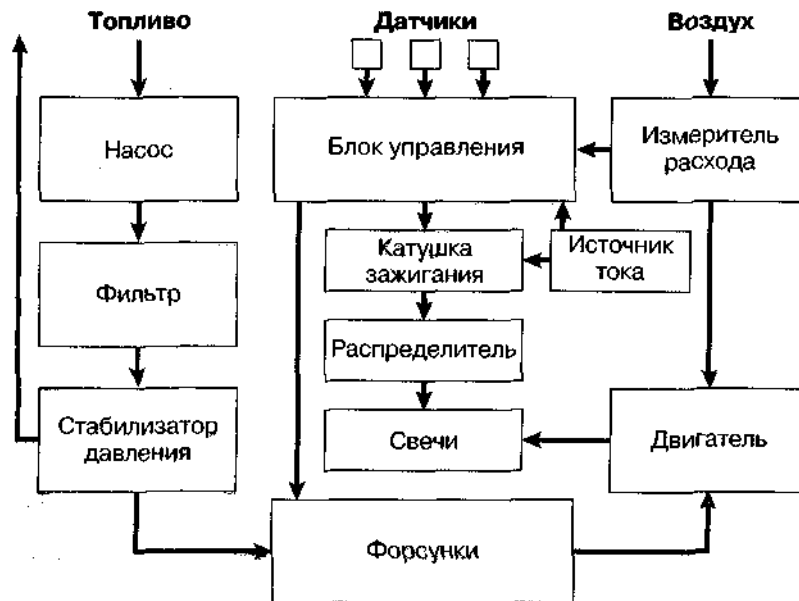 Топливо
Датчики
Воздух
Насос
Блок управления
Измеритель
расхода
Фильтр
Катушка
зажигания
Источник
тока
Распределитель
Стабилизатор
давления
Свечи
Двигатель
Форсунки